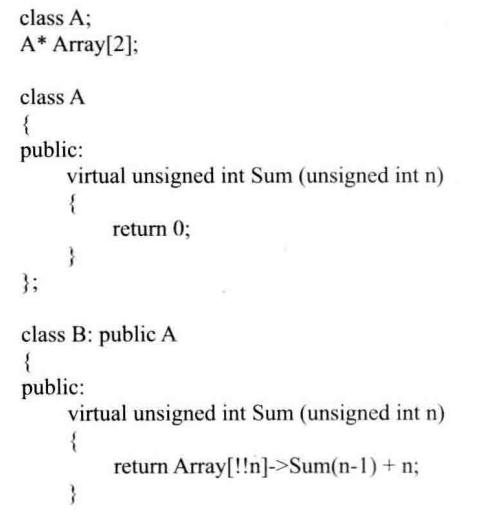 class A;
A* Array[2];
class A
{
public:
virtual unsigned int Sum (unsigned int n)
{
return 0;
}
};
class B: public A
{
public:
virtual unsigned int Sum (unsigned int n)
{
return Array[!!n]->Sum(n-1) + n;
}